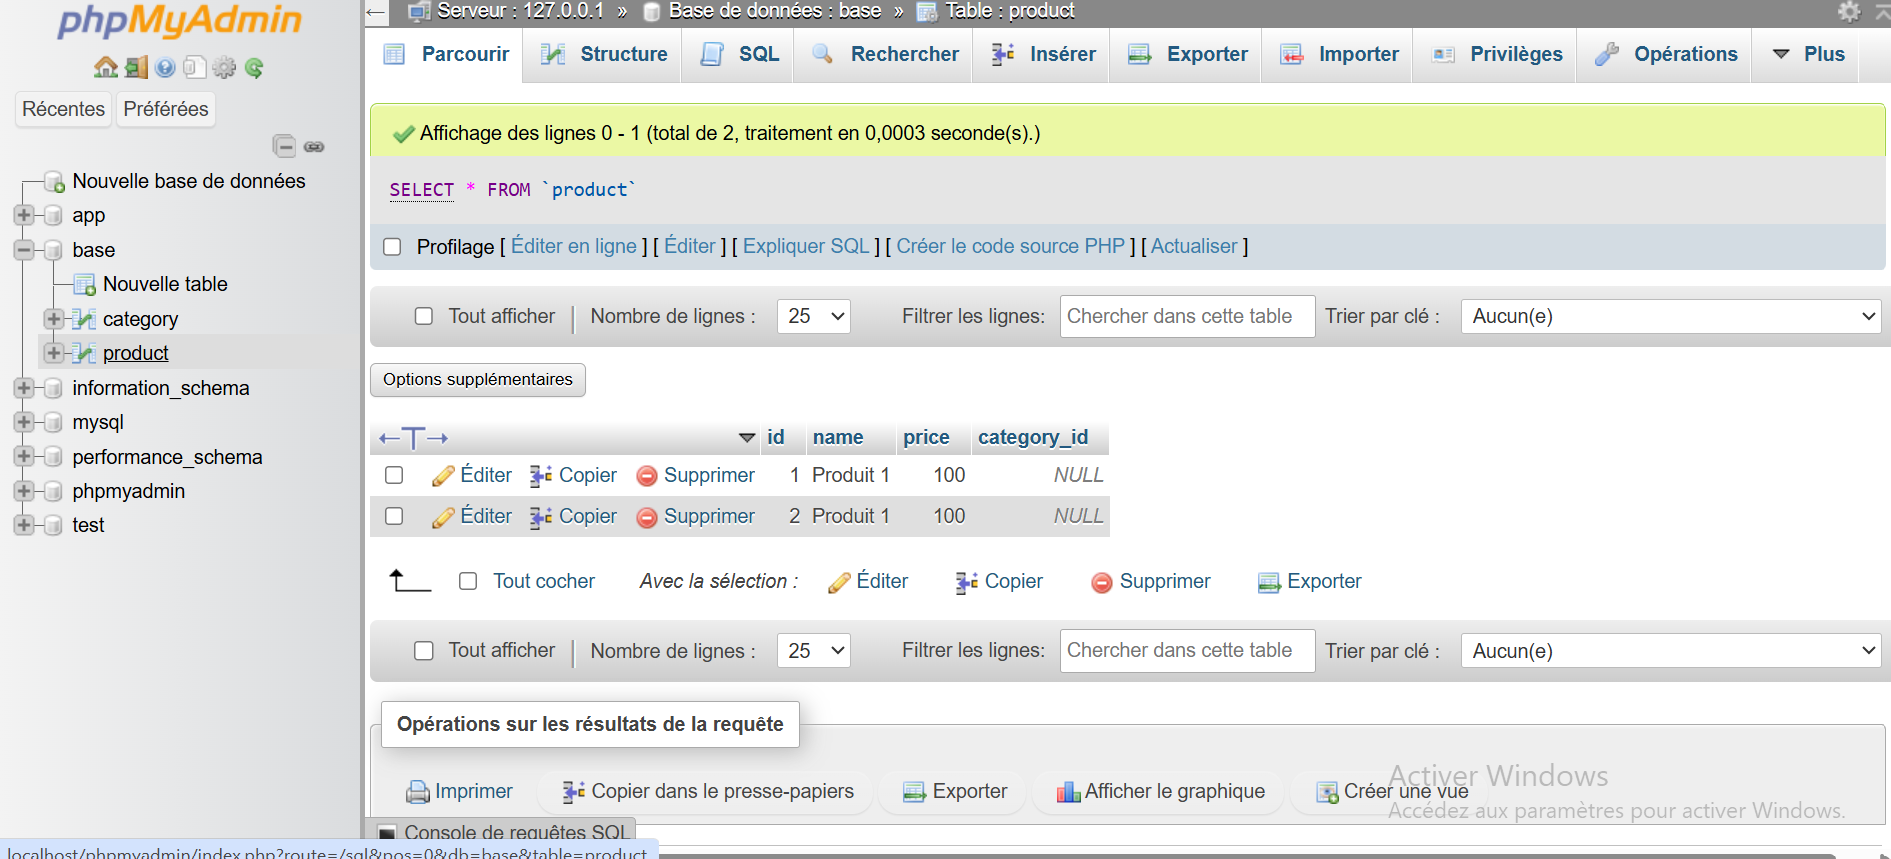 phpMyAdmin
Récentes Préférées
Nouvelle base de données
app
base
Nouvelle table
category
product
information_schema
mysql
performance_schema
phpmyadmin
test
Serveur : 127.0.0.1 » Base de données : base » Table : product
Parcourir Structure SQL Rechercher Insérer Exporter Importer Privilèges Opérations Plus
Affichage des lignes 0 - 1 (total de 2, traitement en 0,0003 seconde(s).)
SELECT * FROM `product`
Profilage [ Éditer en ligne ] [ Éditer ] [ Expliquer SQL ] [ Créer le code source PHP ] [ Actualiser ]
Tout afficher | Nombre de lignes : 25 Filtrer les lignes: Chercher dans cette table Trier par clé : Aucun(e)
Options supplémentaires
←T→ id name price category_id
Éditer Copier Supprimer 1 Produit 1 100 NULL
Éditer Copier Supprimer 2 Produit 1 100 NULL
Tout cocher Avec la sélection : Éditer Copier Supprimer Exporter
Tout afficher | Nombre de lignes : 25 Filtrer les lignes: Chercher dans cette table Trier par clé : Aucun(e)
Opérations sur les résultats de la requête
Imprimer Copier dans le presse-papiers Exporter Afficher le graphique Créer une vue
Activer Windows
Accédez aux paramètres pour activer Windows.
Console de requêtes SQL
localhost/phpmyadmin/index.php?route=/sql&pos=0&db=base&table=product